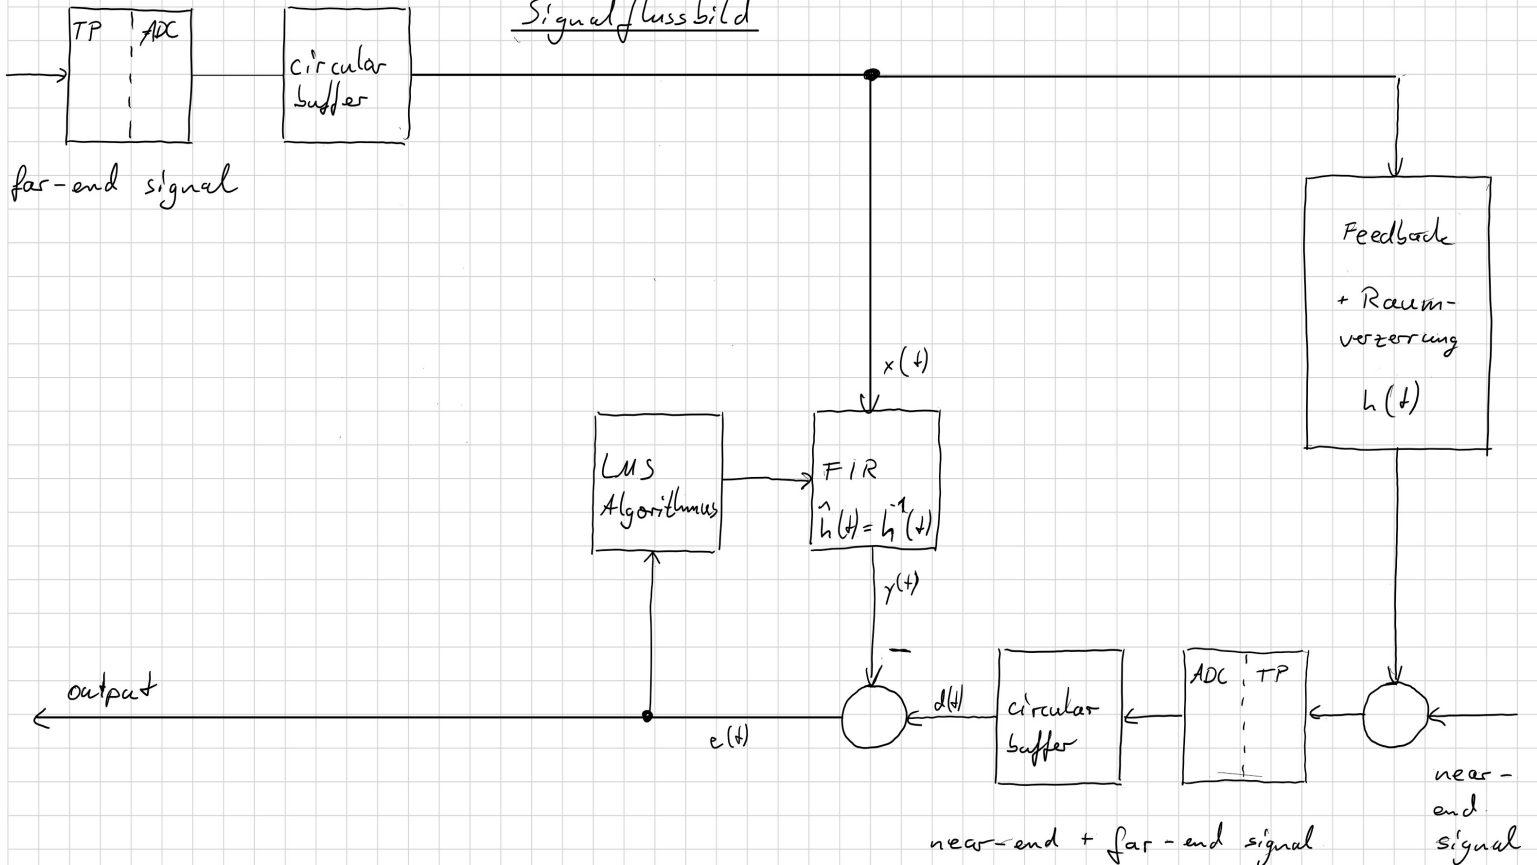 Signalflussbild
TP ADC
circular
buffer
far-end signal
Feedback
+ Raum-
verzerrung
h(t)
x(t)
LMS
Algorithmus
FIR
ĥ(t) = h⁻¹(t)
y(t)
−
output
e(t)
d(t)
circular
buffer
ADC TP
near-
end
signal
near-end + far-end signal